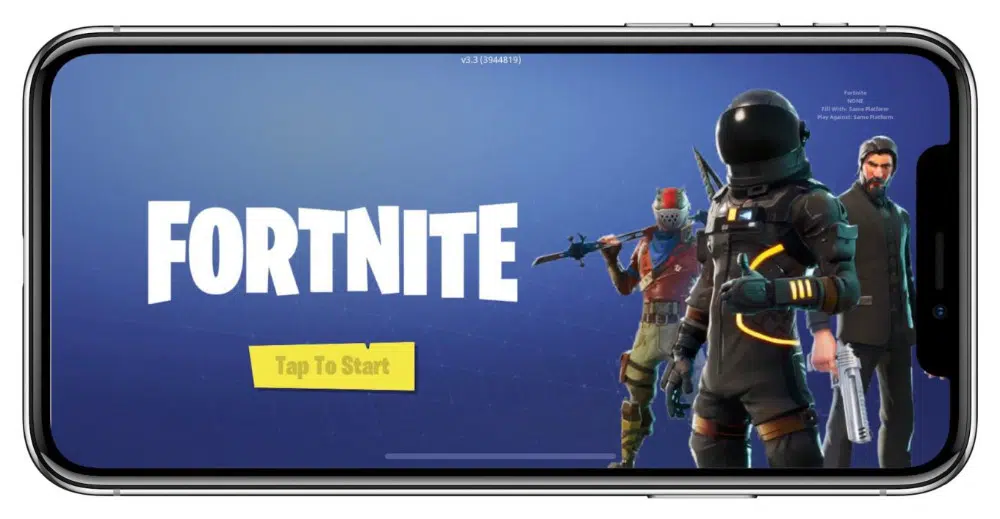 v3.3 (3944819)
Fortnite
NONE
Fill With: Same Platform
Play Against: Same Platform
FORTNITE
Tap To Start